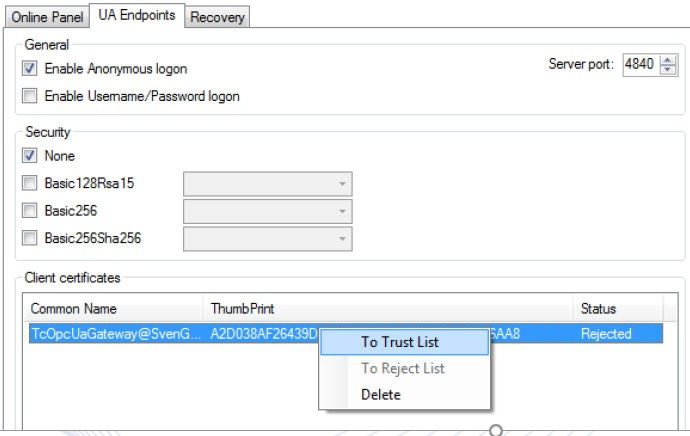 Online Panel UA Endpoints Recovery
General
Enable Anonymous logon Server port: 4840
Enable Username/Password logon
Security
None
Basic128Rsa15
Basic256
Basic256Sha256
Client certificates
Common Name ThumbPrint Status
TcOpcUaGateway@SvenG... A2D038AF26439D AA8 Rejected
To Trust List
To Reject List
Delete